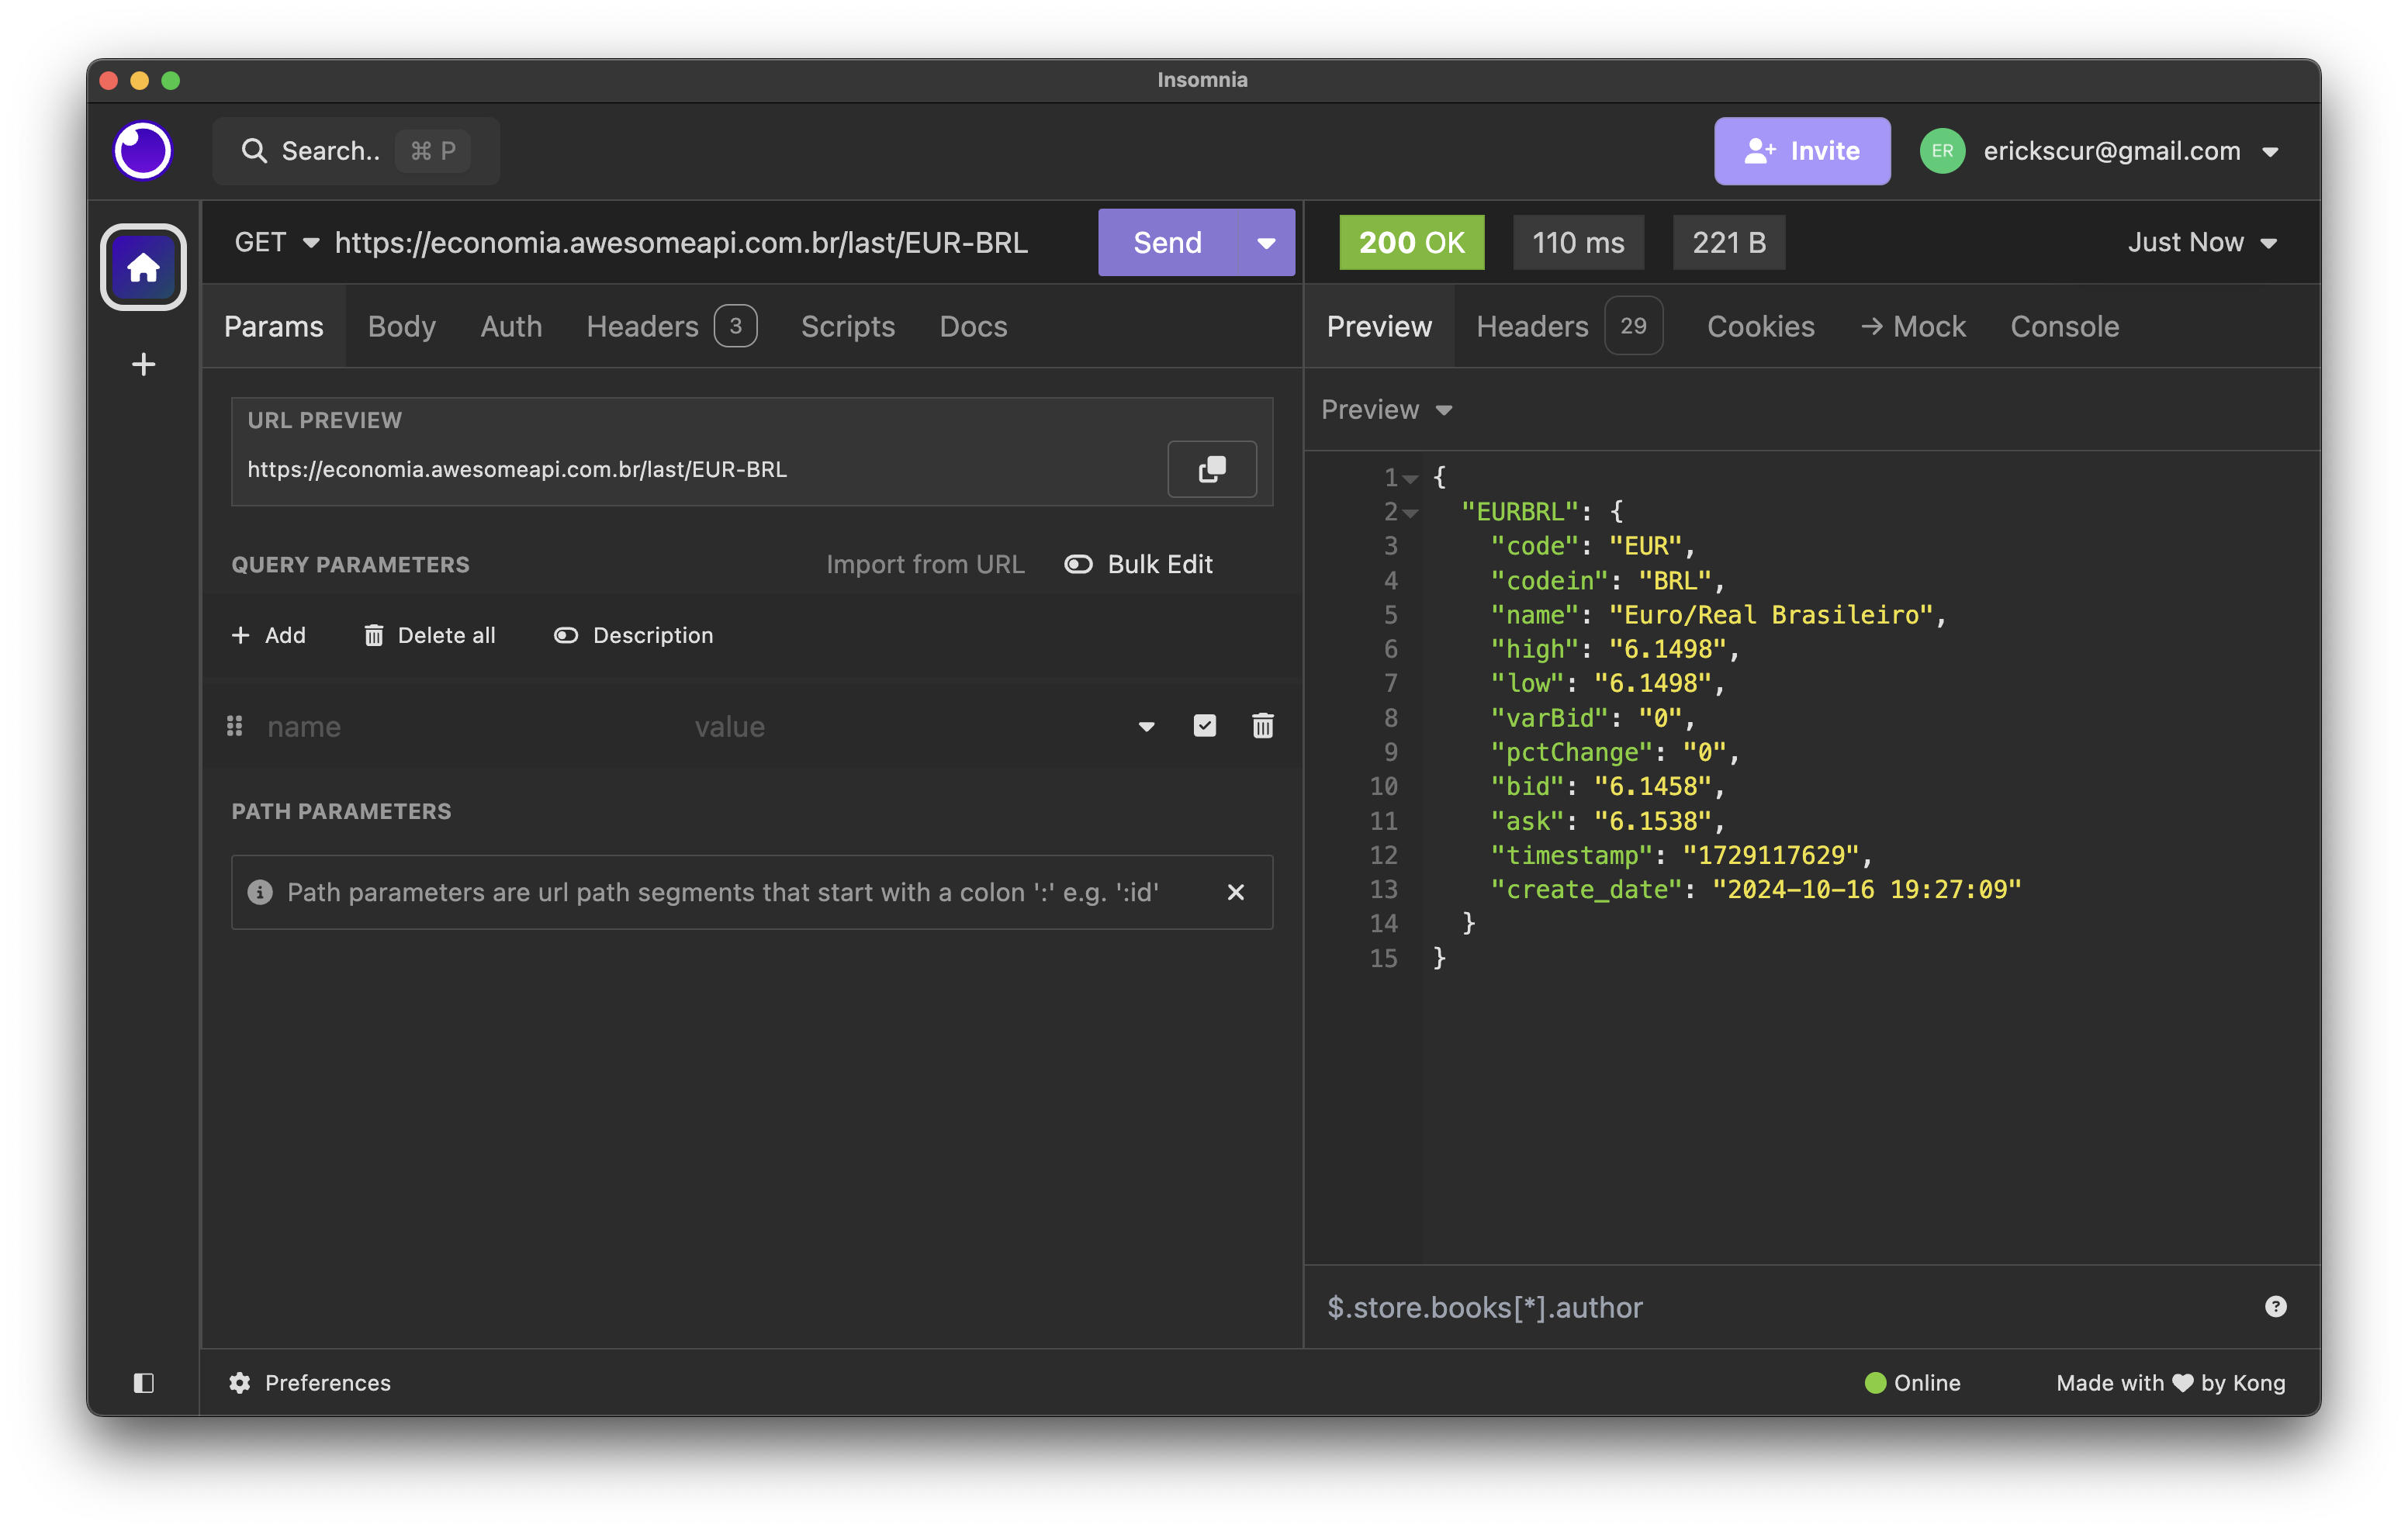 Insomnia
Search.. ⌘ P
Invite
ER erickscur@gmail.com
GET https://economia.awesomeapi.com.br/last/EUR-BRL Send
200 OK 110 ms 221 B Just Now
Params Body Auth Headers 3 Scripts Docs
Preview Headers 29 Cookies → Mock Console
URL PREVIEW
https://economia.awesomeapi.com.br/last/EUR-BRL
QUERY PARAMETERS Import from URL Bulk Edit
+ Add Delete all Description
name value
PATH PARAMETERS
Path parameters are url path segments that start with a colon ':' e.g. ':id'
Preview
1 {
2 "EURBRL": {
3 "code": "EUR",
4 "codein": "BRL",
5 "name": "Euro/Real Brasileiro",
6 "high": "6.1498",
7 "low": "6.1498",
8 "varBid": "0",
9 "pctChange": "0",
10 "bid": "6.1458",
11 "ask": "6.1538",
12 "timestamp": "1729117629",
13 "create_date": "2024-10-16 19:27:09"
14 }
15 }
$.store.books[*].author ?
Preferences
Online Made with ♥ by Kong